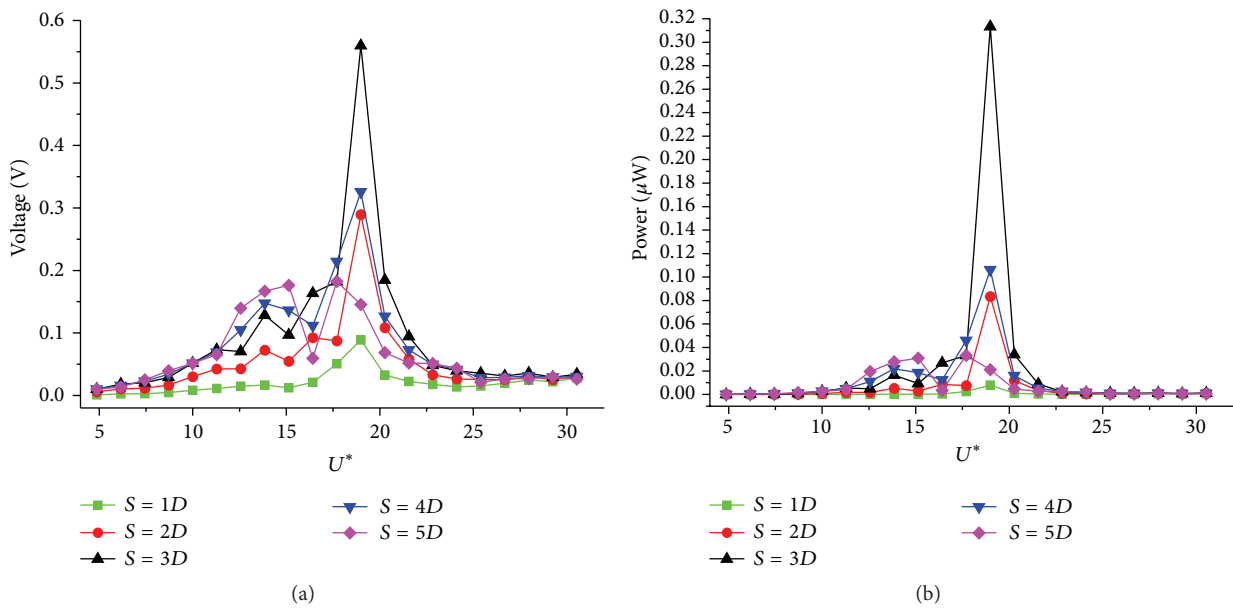 0.6
0.5
0.4
0.3
0.2
0.1
0.0
Voltage (V)
5 10 15 20 25 30
U*
S = 1D
S = 2D
S = 3D
S = 4D
S = 5D
(a)
0.32
0.30
0.28
0.26
0.24
0.22
0.20
0.18
0.16
0.14
0.12
0.10
0.08
0.06
0.04
0.02
0.00
Power (μW)
5 10 15 20 25 30
U*
S = 1D
S = 2D
S = 3D
S = 4D
S = 5D
(b)